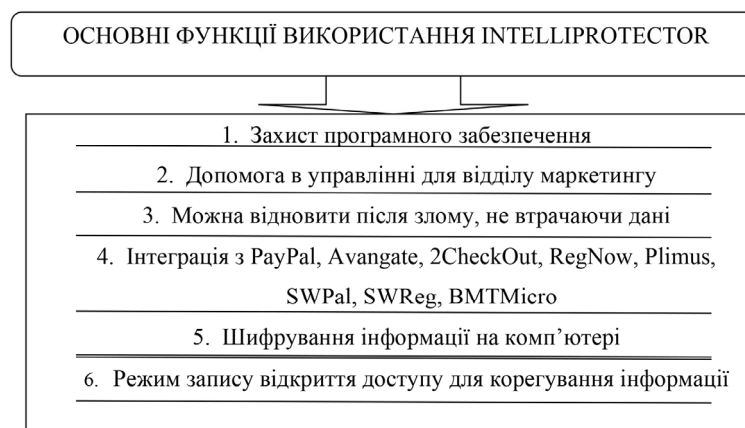 ОСНОВНІ ФУНКЦІЇ ВИКОРИСТАННЯ INTELLIPROTECTOR
1. Захист програмного забезпечення
2. Допомога в управлінні для відділу маркетингу
3. Можна відновити після злому, не втрачаючи дані
4. Інтеграція з PayPal, Avangate, 2CheckOut, RegNow, Plimus,
SWPal, SWReg, BMTMicro
5. Шифрування інформації на комп’ютері
6. Режим запису відкриття доступу для корегування інформації